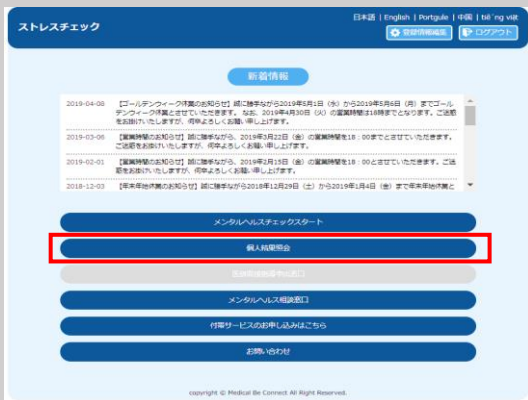 ストレスチェック
日本語 | English | Portgule | 中国 | tiê´ng việt
登録情報編集 ログアウト
新着情報
2019-04-08 【ゴールデンウィーク休業のお知らせ】誠に勝手ながら2019年5月1日（水）から2019年5月6日（月）までゴール
デンウィーク休業とさせていただきます。なお、2019年4月30日（火）の営業時間は18時までとなります。ご迷惑
をお掛けいたしますが、何卒よろしくお願い申し上げます。
2019-03-06 【営業時間のお知らせ】誠に勝手ながら、2019年3月22日（金）の営業時間を18：00までとさせていただきます。
ご迷惑をお掛けいたしますが、何卒よろしくお願い申し上げます。
2019-02-01 【営業時間のお知らせ】誠に勝手ながら、2019年2月15日（金）の営業時間を18：00とさせていただきます。ご迷
惑をお掛けいたしますが、何卒よろしくお願い申し上げます。
2018-12-03 【年末年始休業のお知らせ】誠に勝手ながら2018年12月29日（土）から2019年1月4日（金）まで年末年始休業と
メンタルヘルスチェックスタート
個人結果照会
メンタルヘルス相談窓口
付帯サービスのお申し込みはこちら
お問い合わせ
copyright © Medical Be Connect All Right Reserved.